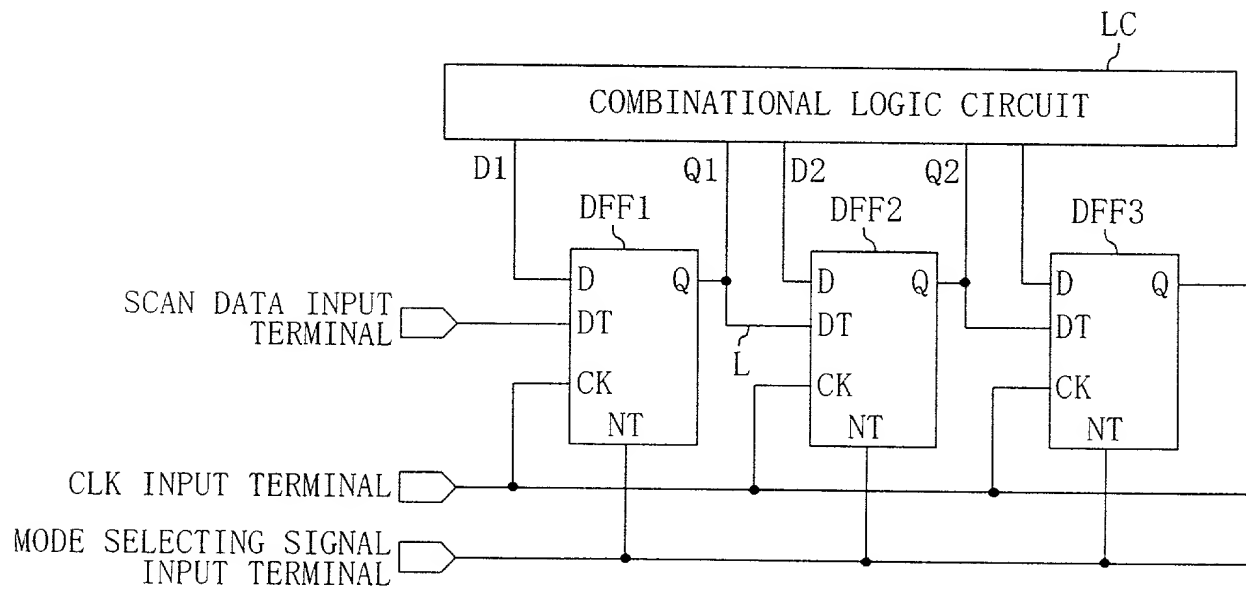 LC
COMBINATIONAL LOGIC CIRCUIT
D1
Q1
D2
Q2
DFF1
DFF2
DFF3
D
Q
D
Q
D
Q
SCAN DATA INPUT
TERMINAL
DT
DT
DT
L
CK
CK
CK
NT
NT
NT
CLK INPUT TERMINAL
MODE SELECTING SIGNAL
INPUT TERMINAL